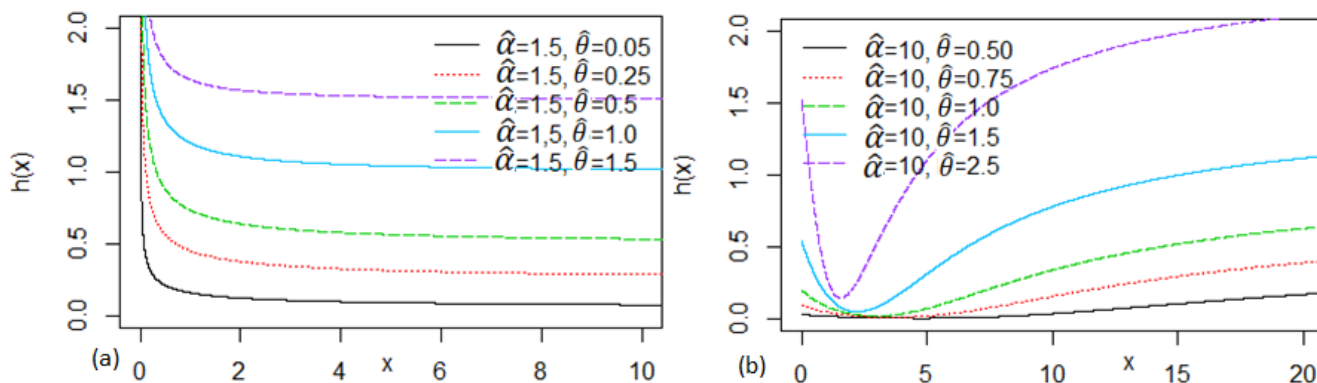 2.0
1.5
1.0
0.5
0.0
h(x)
α̂=1.5, θ̂=0.05
α̂=1.5, θ̂=0.25
α̂=1.5, θ̂=0.5
α̂=1,5, θ̂=1.0
α̂=1.5, θ̂=1.5
0 2 4 6 8 10
(a) x
2.0
1.5
1.0
0.5
0.0
h(x)
α̂=10, θ̂=0.50
α̂=10, θ̂=0.75
α̂=10, θ̂=1.0
α̂=10, θ̂=1.5
α̂=10, θ̂=2.5
0 5 10 15 20
(b) x